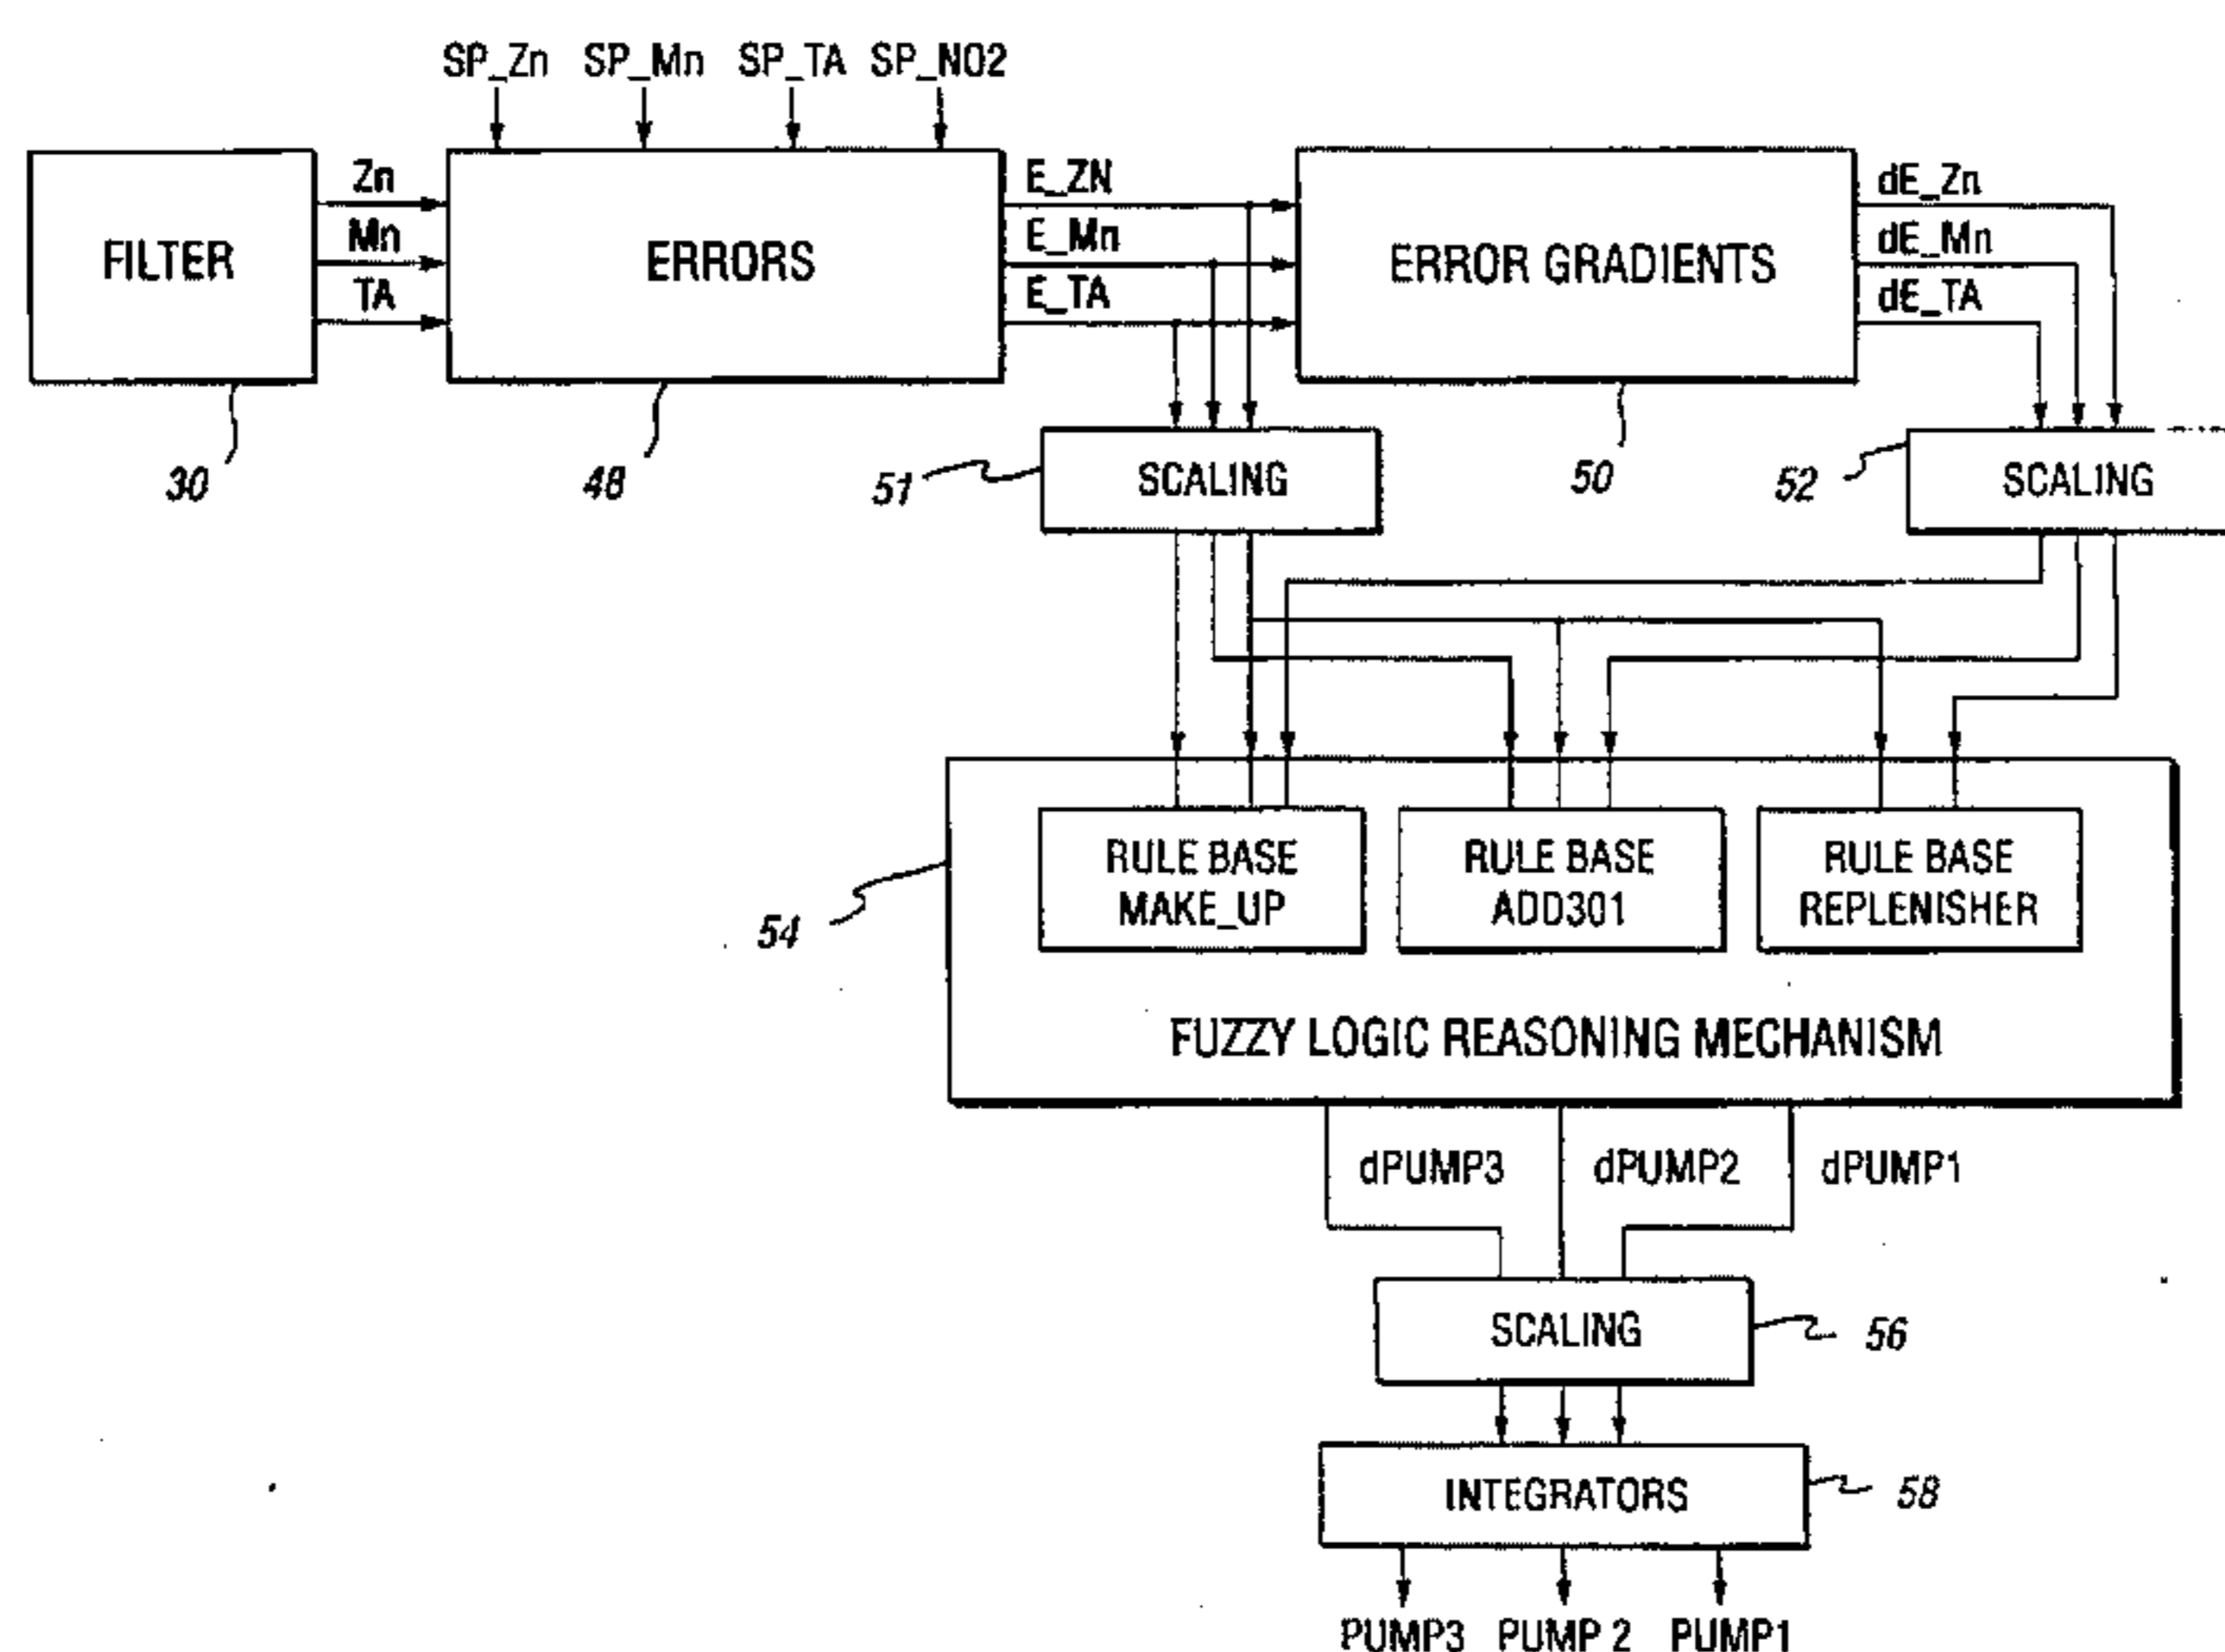 SP_Zn SP_Mn SP_TA SP_NO2
FILTER
Zn
Mn
TA
ERRORS
E_ZN
E_Mn
E_TA
ERROR GRADIENTS
dE_Zn
dE_Mn
dE_TA
30
48
51
SCALING
50
52
SCALING
54
RULE BASE
MAKE_UP
RULE BASE
ADD301
RULE BASE
REPLENISHER
FUZZY LOGIC REASONING MECHANISM
dPUMP3
dPUMP2
dPUMP1
SCALING
56
INTEGRATORS
58
PUMP3 PUMP 2 PUMP1